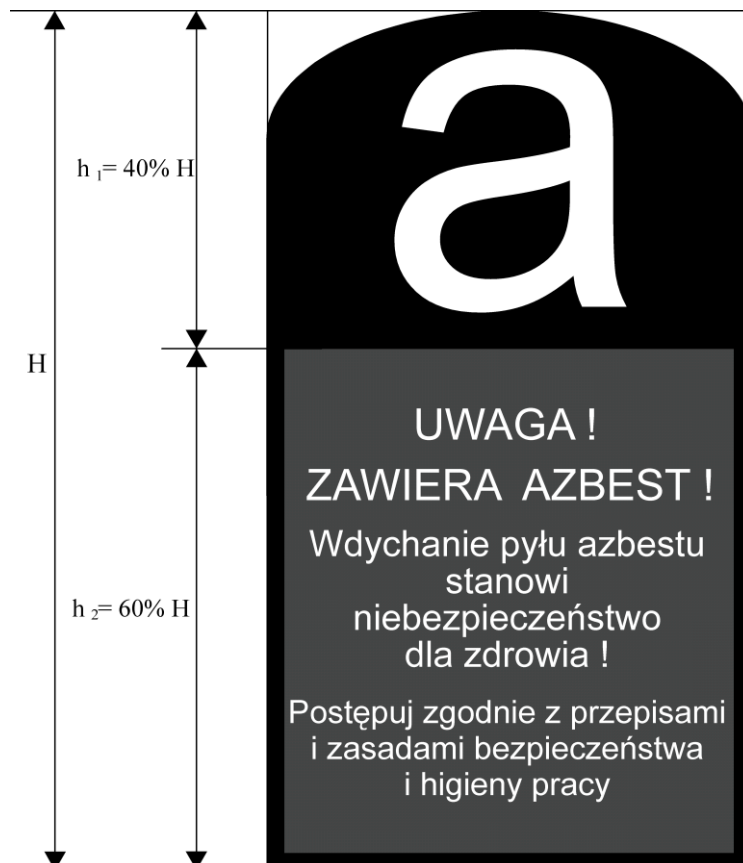 a
h 1= 40% H
H
UWAGA !
ZAWIERA AZBEST !
Wdychanie pyłu azbestu
stanowi
niebezpieczeństwo
dla zdrowia !
h 2= 60% H
Postępuj zgodnie z przepisami
i zasadami bezpieczeństwa
i higieny pracy